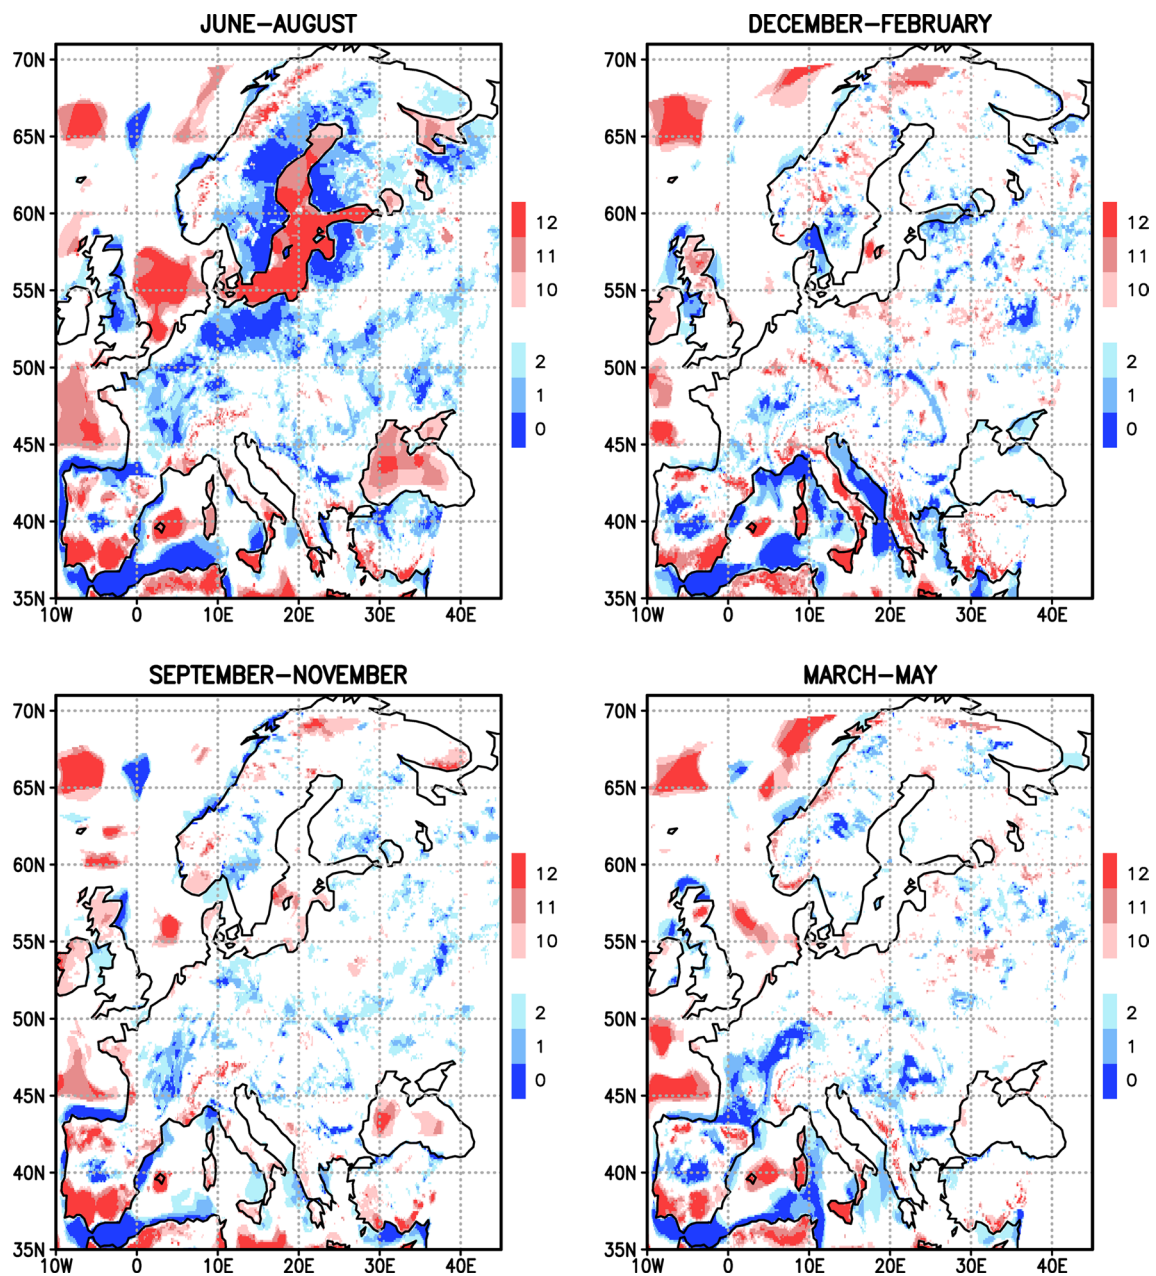 JUNE–AUGUST
70N
65N
60N
55N
50N
45N
40N
35N
10W 0 10E 20E 30E 40E
12
11
10
2
1
0
DECEMBER–FEBRUARY
70N
65N
60N
55N
50N
45N
40N
35N
10W 0 10E 20E 30E 40E
12
11
10
2
1
0
SEPTEMBER–NOVEMBER
70N
65N
60N
55N
50N
45N
40N
35N
10W 0 10E 20E 30E 40E
12
11
10
2
1
0
MARCH–MAY
70N
65N
60N
55N
50N
45N
40N
35N
10W 0 10E 20E 30E 40E
12
11
10
2
1
0